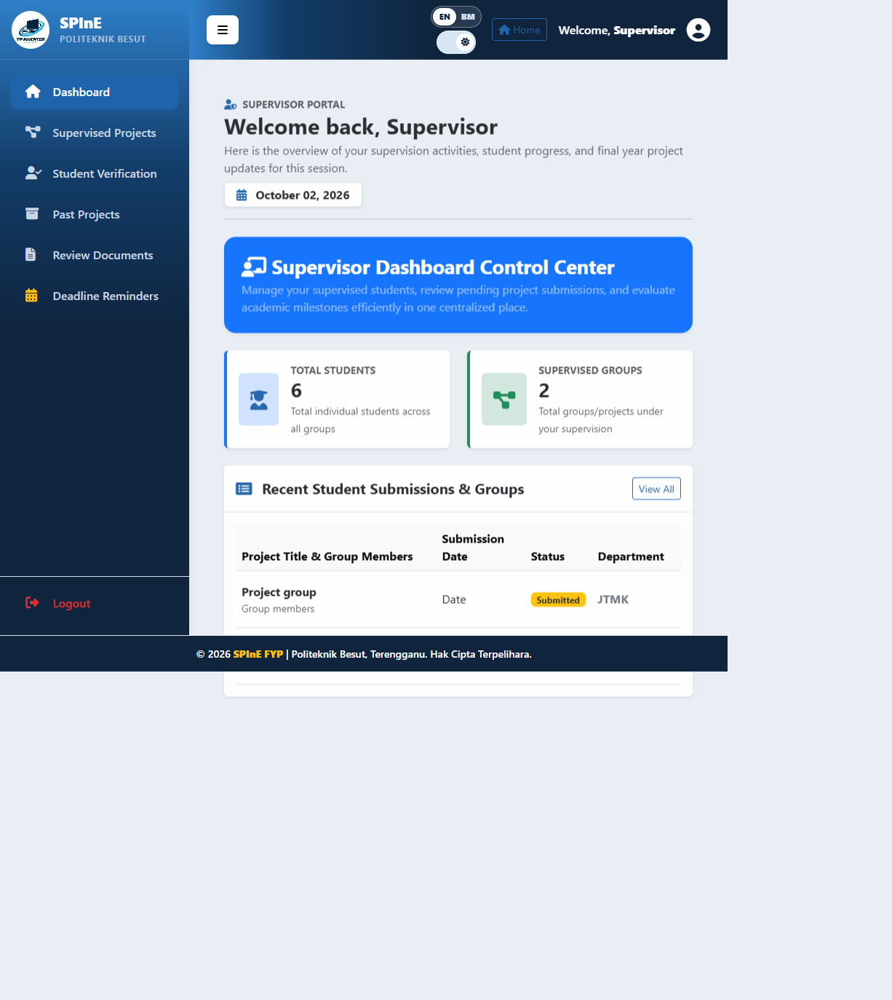 SPInE
POLITEKNIK BESUT
EN BM
Home
Welcome, Supervisor
Dashboard
Supervised Projects
Student Verification
Past Projects
Review Documents
Deadline Reminders
Logout
SUPERVISOR PORTAL
Welcome back, Supervisor
Here is the overview of your supervision activities, student progress, and final year project
updates for this session.
October 02, 2026
Supervisor Dashboard Control Center
Manage your supervised students, review pending project submissions, and evaluate
academic milestones efficiently in one centralized place.
TOTAL STUDENTS
6
Total individual students across
all groups
SUPERVISED GROUPS
2
Total groups/projects under
your supervision
Recent Student Submissions & Groups
View All
Project Title & Group Members
Submission
Date
Status
Department
Project group
Group members
Date
Submitted
JTMK
© 2026 SPInE FYP | Politeknik Besut, Terengganu. Hak Cipta Terpelihara.